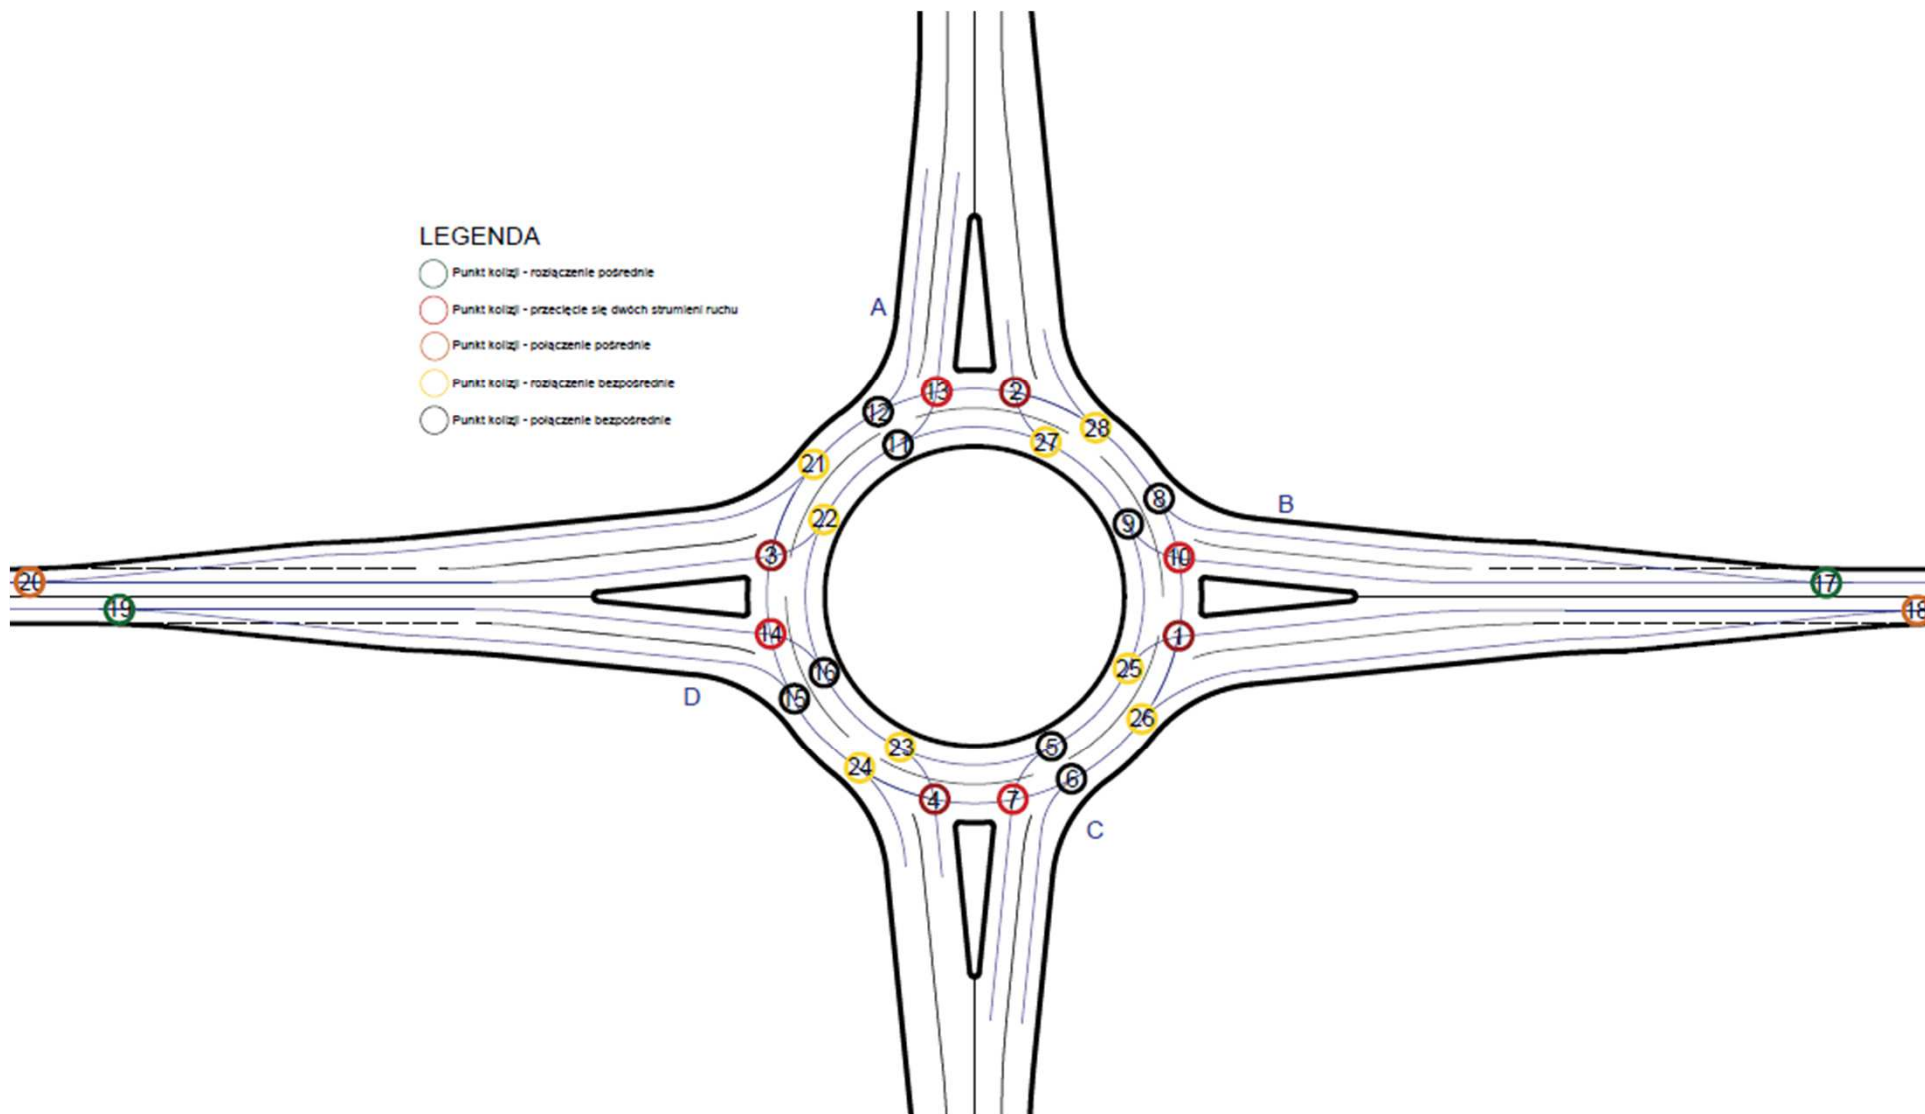 LEGENDA
Punkt kolizji - rozłączenie pośrednie
Punkt kolizji - przecięcie się dwóch strumieni ruchu
Punkt kolizji - połączenie pośrednie
Punkt kolizji - rozłączenie bezpośrednie
Punkt kolizji - połączenie bezpośrednie
A
13
2
12
28
11
27
21
8
B
22
9
3
10
20
17
19
18
14
1
16
25
D
15
26
23
5
24
6
4
7
C